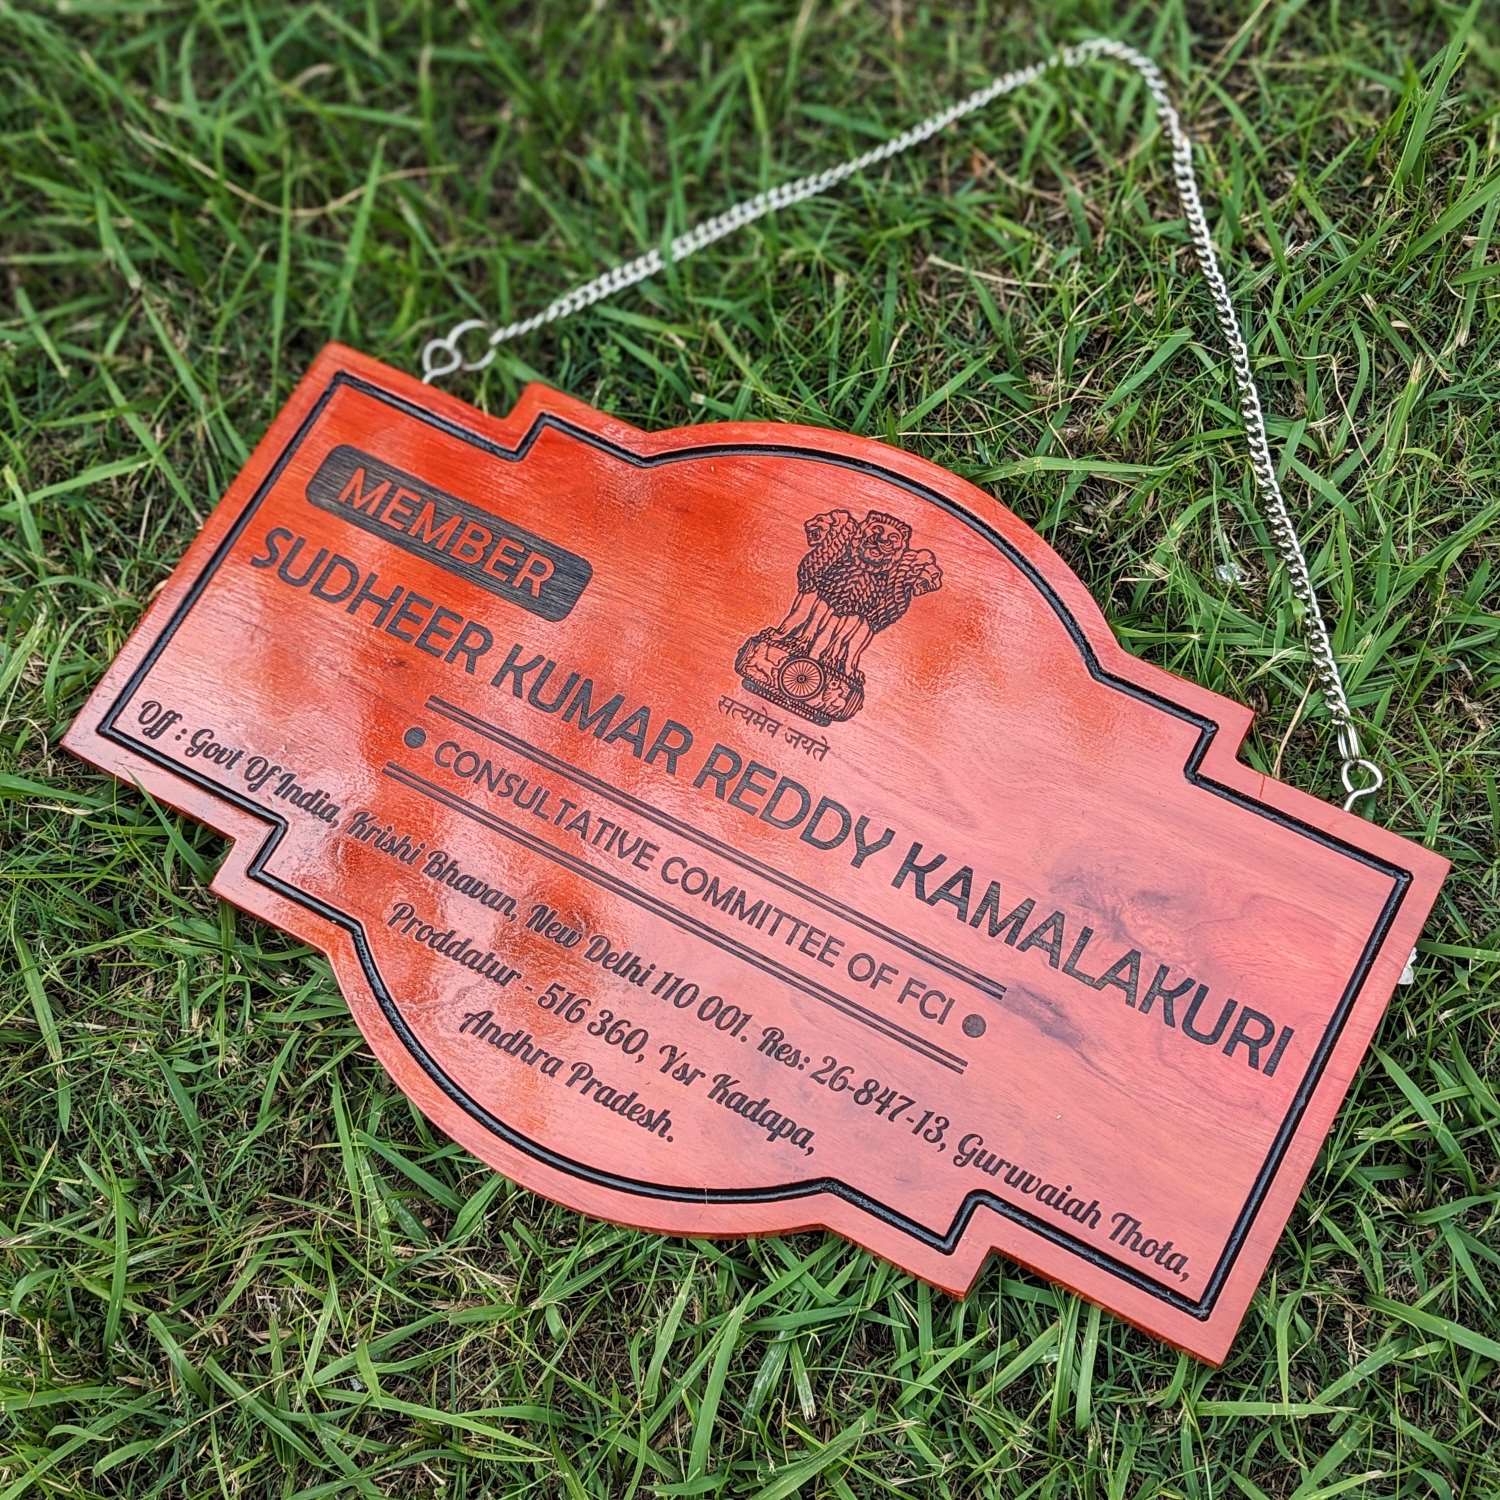 MEMBER
सत्यमेव जयते
SUDHEER KUMAR REDDY KAMALAKURI
• CONSULTATIVE COMMITTEE OF FCI •
Off : Govt Of India, Krishi Bhavan, New Delhi 110 001. Res: 26-847-13, Guruvaiah Thota,
Proddatur - 516 360, Ysr Kadapa,
Andhra Pradesh.